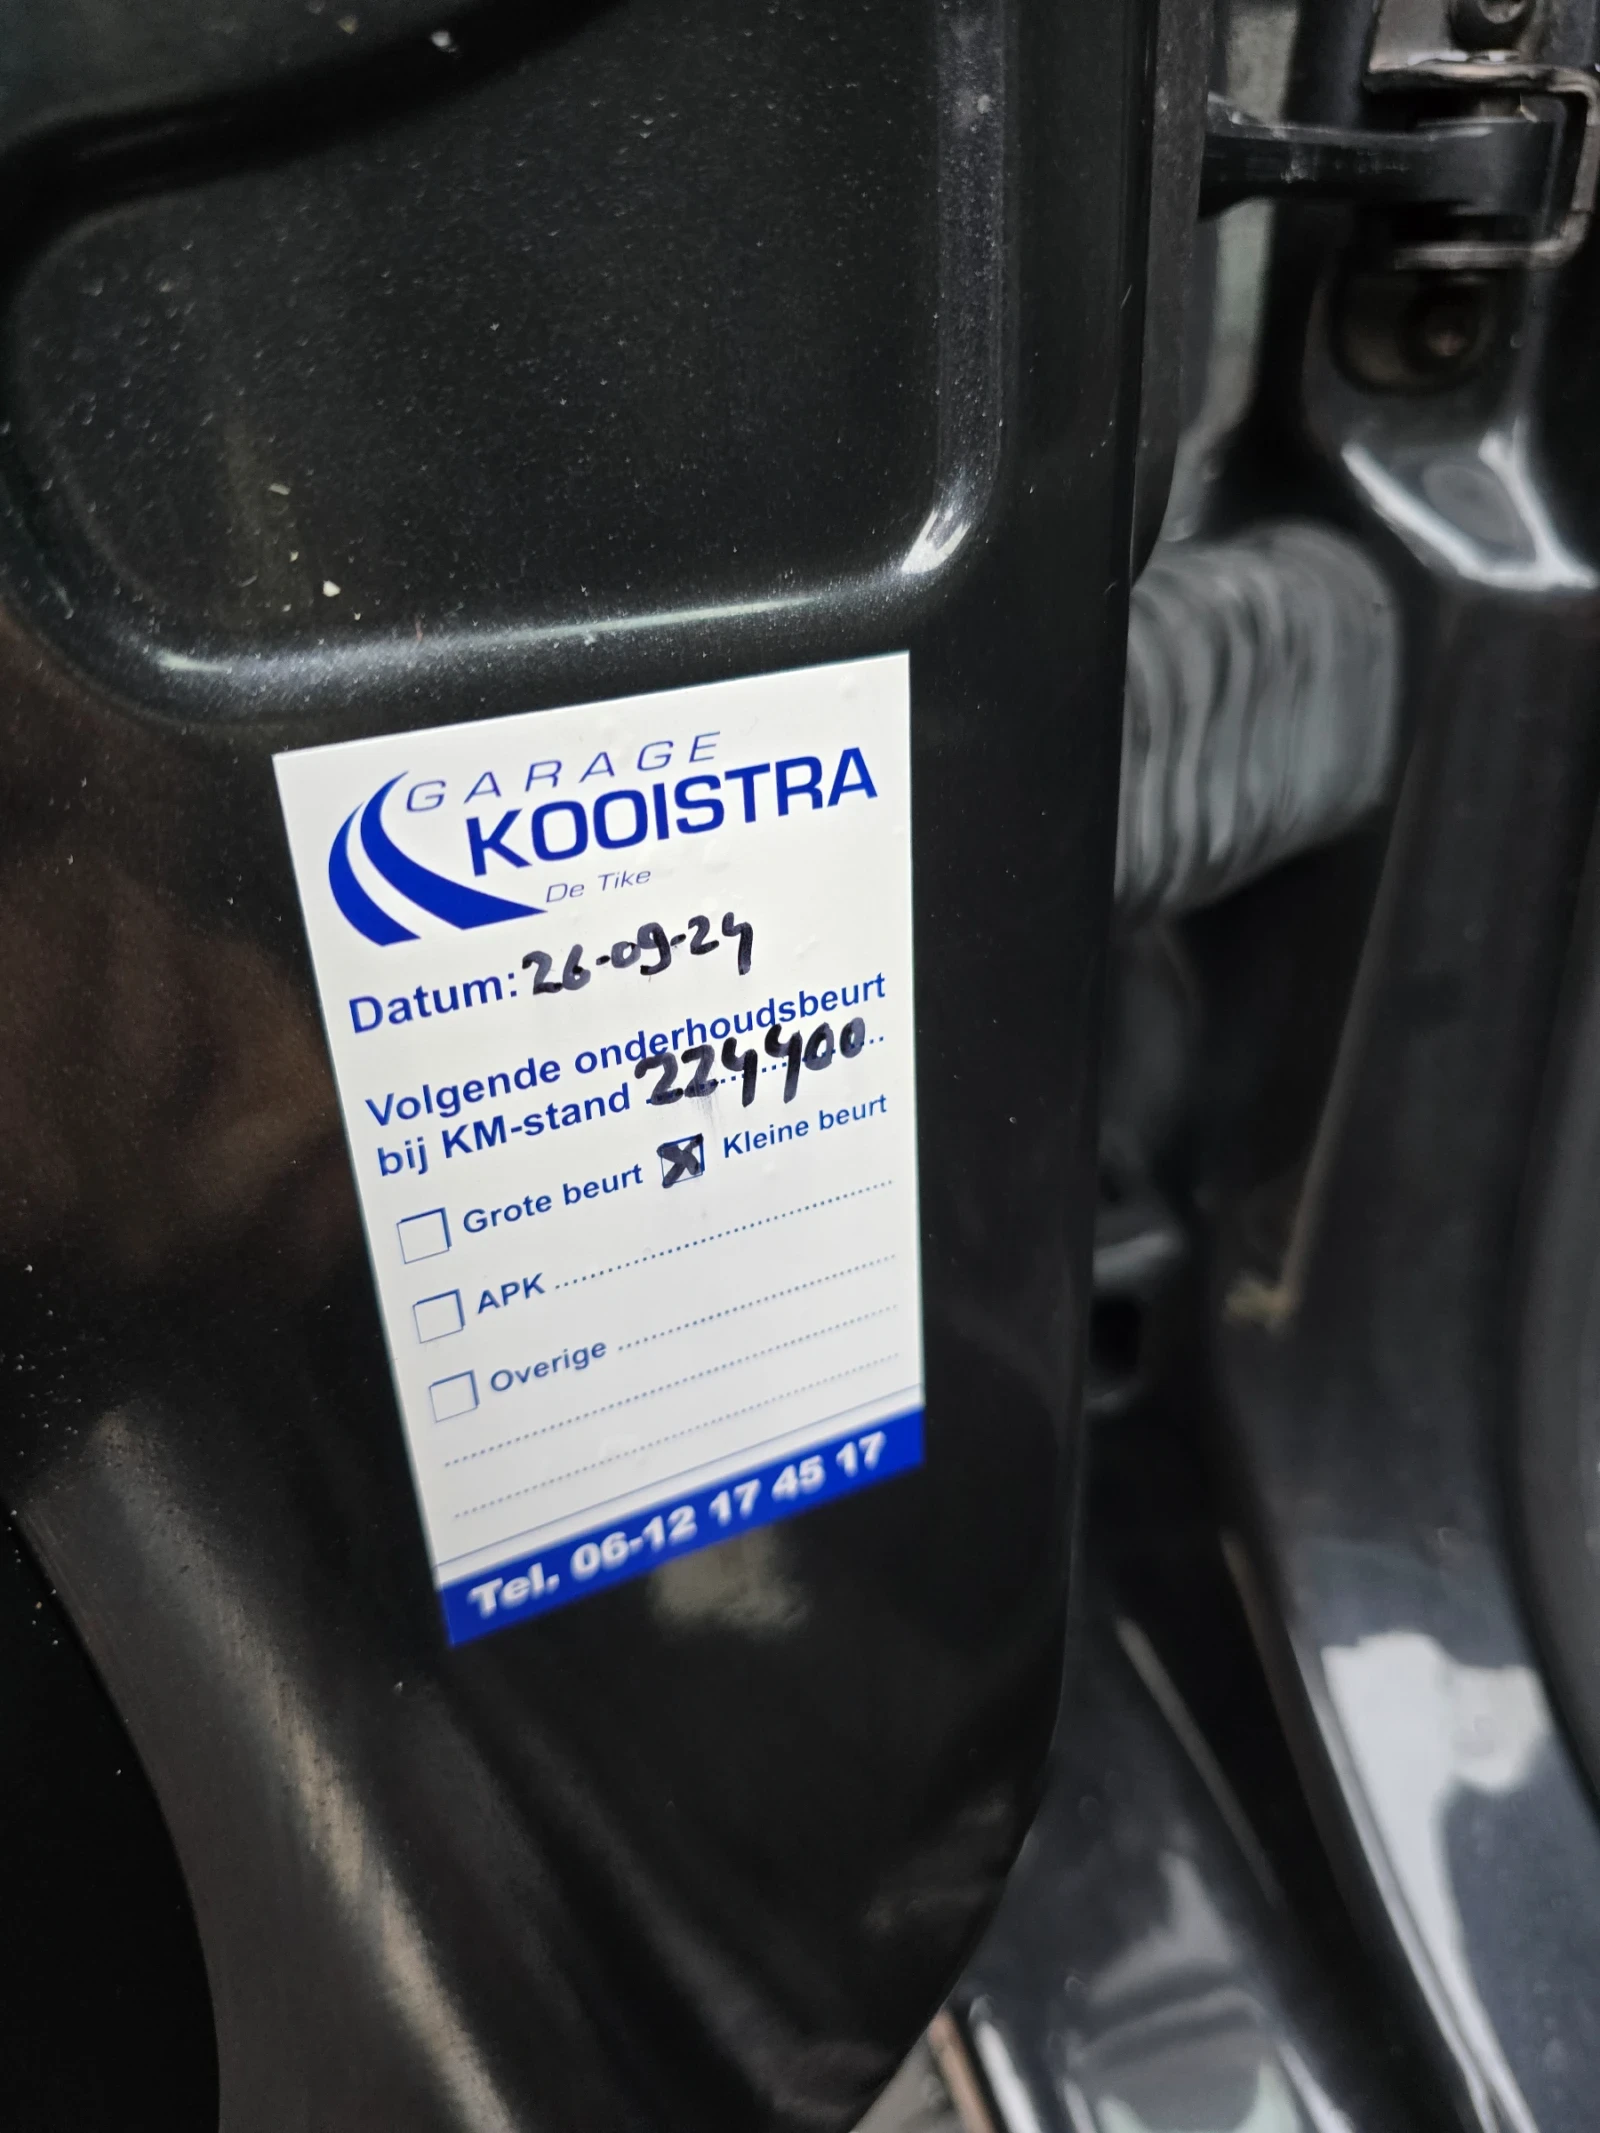 GARAGE
KOOISTRA
De Tike
Datum: 26-09-24
Volgende onderhoudsbeurt
bij KM-stand 224400
Grote beurt X Kleine beurt
APK
Overige
Tel. 06-12 17 45 17